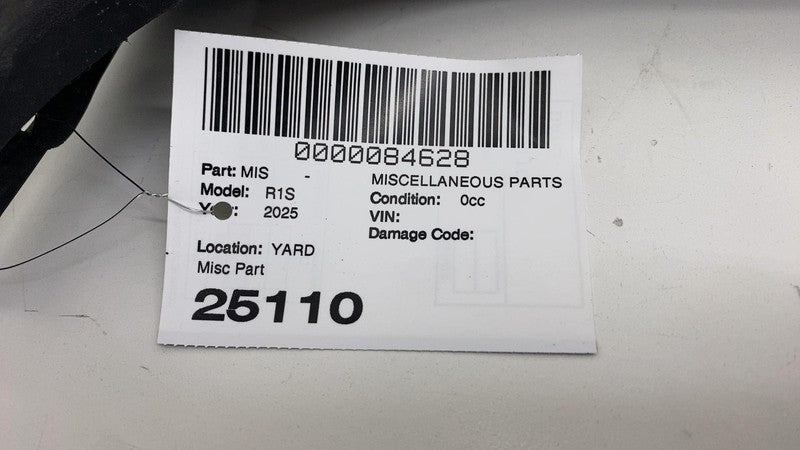 0000084628
Part: MIS - MISCELLANEOUS PARTS
Model: R1S Condition: 0cc
2025 VIN:
Damage Code:
Location: YARD
Misc Part
25110